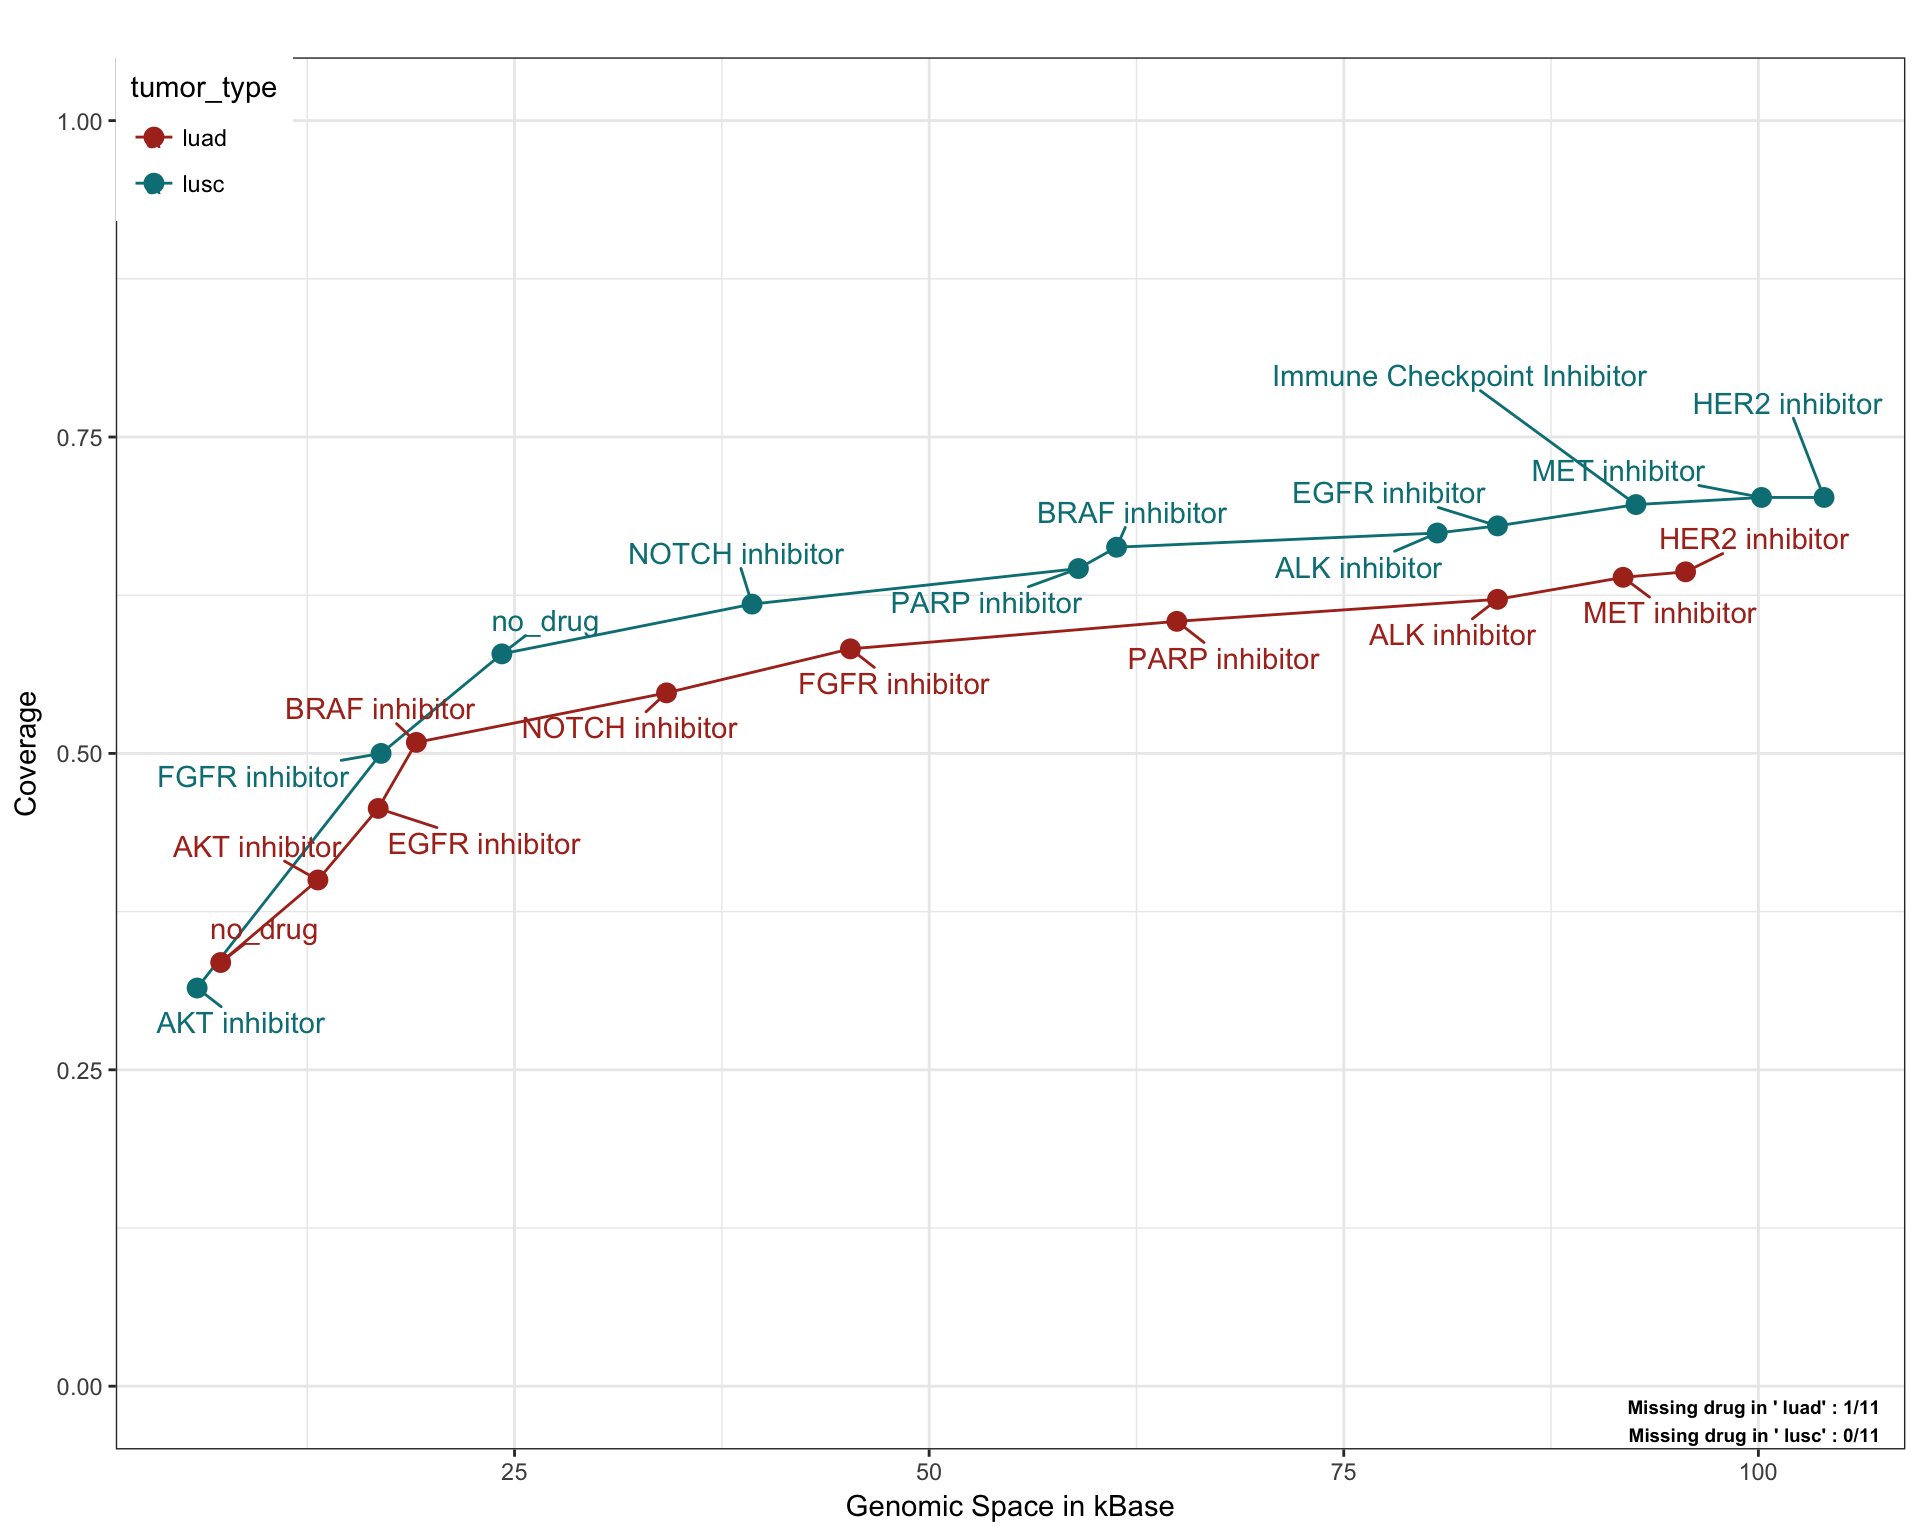 tumor_type
luad
lusc
1.00
0.75
0.50
0.25
0.00
Coverage
Immune Checkpoint Inhibitor
HER2 inhibitor
MET inhibitor
EGFR inhibitor
BRAF inhibitor
HER2 inhibitor
NOTCH inhibitor
ALK inhibitor
PARP inhibitor
MET inhibitor
no_drug
ALK inhibitor
PARP inhibitor
FGFR inhibitor
BRAF inhibitor
NOTCH inhibitor
FGFR inhibitor
AKT inhibitor
EGFR inhibitor
no_drug
AKT inhibitor
Missing drug in ' luad' : 1/11
Missing drug in ' lusc' : 0/11
25
50
75
100
Genomic Space in kBase